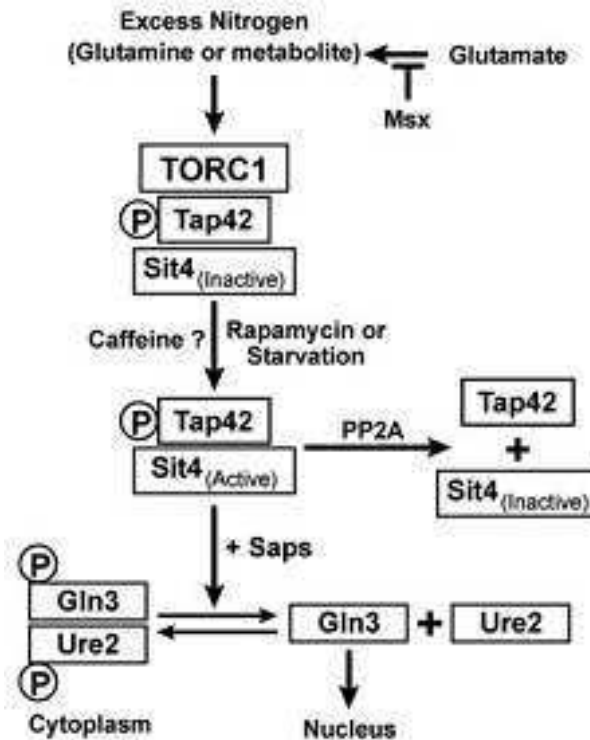 Excess Nitrogen
(Glutamine or metabolite)
Glutamate
Msx
TORC1
P
Tap42
Sit4(Inactive)
Caffeine ?
Rapamycin or
Starvation
P
Tap42
Sit4(Active)
PP2A
Tap42
+
Sit4(Inactive)
+ Saps
P
Gln3
Ure2
P
Gln3 + Ure2
Cytoplasm
Nucleus